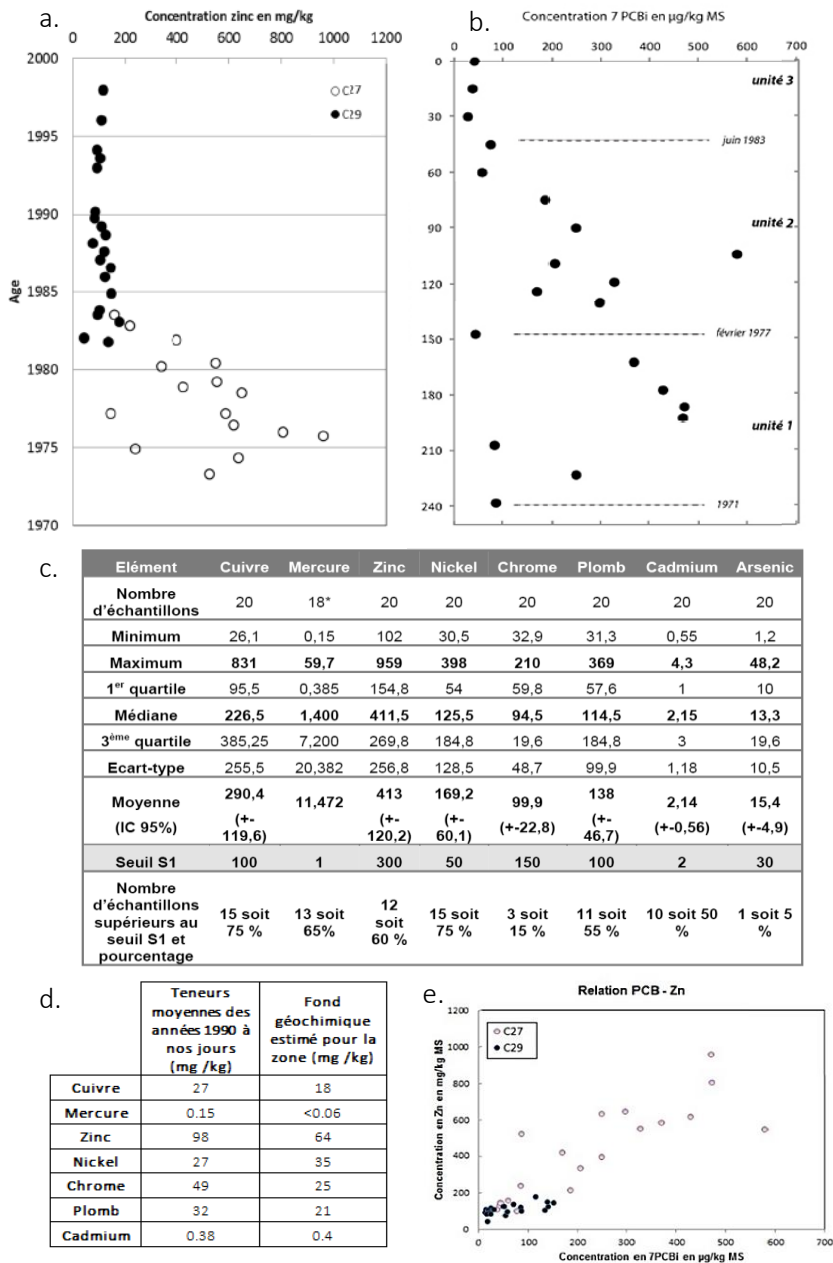 a.
Concentration zinc en mg/kg
0 200 400 600 800 1000 1200
2000
1995
1990
1985
1980
1975
1970
Age
C27
C29
b.
Concentration 7 PCBi en µg/kg MS
0 100 200 300 400 500 600 700
0
30
60
90
120
150
180
210
240
unité 3
juin 1983
unité 2
février 1977
unité 1
1971
c.
Elément Cuivre Mercure Zinc Nickel Chrome Plomb Cadmium Arsenic
Nombre d'échantillons 20 18* 20 20 20 20 20 20
Minimum 26,1 0,15 102 30,5 32,9 31,3 0,55 1,2
Maximum 831 59,7 959 398 210 369 4,3 48,2
1er quartile 95,5 0,385 154,8 54 59,8 57,6 1 10
Médiane 226,5 1,400 411,5 125,5 94,5 114,5 2,15 13,3
3ème quartile 385,25 7,200 269,8 184,8 19,6 184,8 3 19,6
Ecart-type 255,5 20,382 256,8 128,5 48,7 99,9 1,18 10,5
Moyenne (IC 95%) 290,4 (+-119,6) 11,472 413 (+-120,2) 169,2 (+-60,1) 99,9 (+-22,8) 138 (+-46,7) 2,14 (+-0,56) 15,4 (+-4,9)
Seuil S1 100 1 300 50 150 100 2 30
Nombre d'échantillons supérieurs au seuil S1 et pourcentage 15 soit 75 % 13 soit 65% 12 soit 60 % 15 soit 75 % 3 soit 15 % 11 soit 55 % 10 soit 50 % 1 soit 5 %
d.
Teneurs moyennes des années 1990 à nos jours (mg /kg) Fond géochimique estimé pour la zone (mg /kg)
Cuivre 27 18
Mercure 0.15 <0.06
Zinc 98 64
Nickel 27 35
Chrome 49 25
Plomb 32 21
Cadmium 0.38 0.4
e.
Relation PCB - Zn
C27
C29
Concentration en Zn en mg/kg MS
1200
1000
800
600
400
200
0
0 100 200 300 400 500 600 700
Concentration en 7PCBi en µg/kg MS